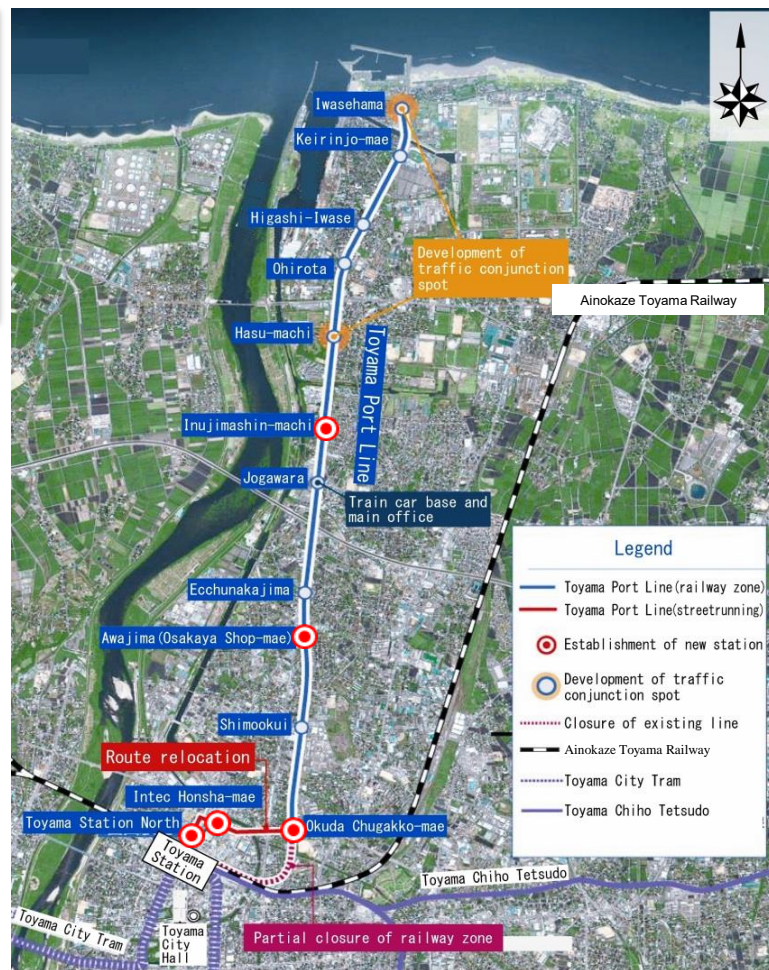 Iwasehama
Keirinjo-mae
Higashi-Iwase
Ohirota
Development of
traffic conjunction
spot
Ainokaze Toyama Railway
Hasu-machi
Toyama Port Line
Inujimashin-machi
Jogawara
Train car base and
main office
Ecchunakajima
Awajima(Osakaya Shop-mae)
Shimookui
Route relocation
Intec Honsha-mae
Toyama Station North
Okuda Chugakko-mae
Toyama
Station
Toyama Chiho Tetsudo
Toyama City Tram
Toyama
City
Hall
Partial closure of railway zone
Legend
Toyama Port Line(railway zone)
Toyama Port Line(streetrunning)
Establishment of new station
Development of traffic
conjunction spot
Closure of existing line
Ainokaze Toyama Railway
Toyama City Tram
Toyama Chiho Tetsudo